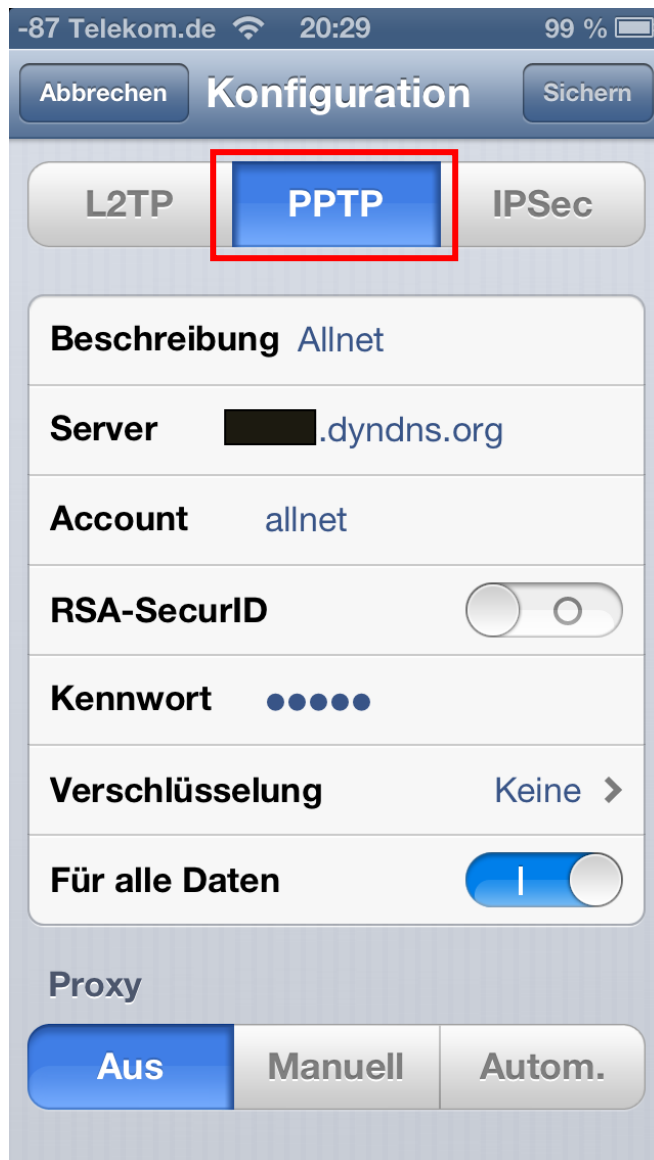 -87 Telekom.de 20:29 99 %
Abbrechen Konfiguration Sichern
L2TP PPTP IPSec
Beschreibung Allnet
Server .dyndns.org
Account allnet
RSA-SecurID
Kennwort •••••
Verschlüsselung Keine
Für alle Daten
Proxy
Aus Manuell Autom.